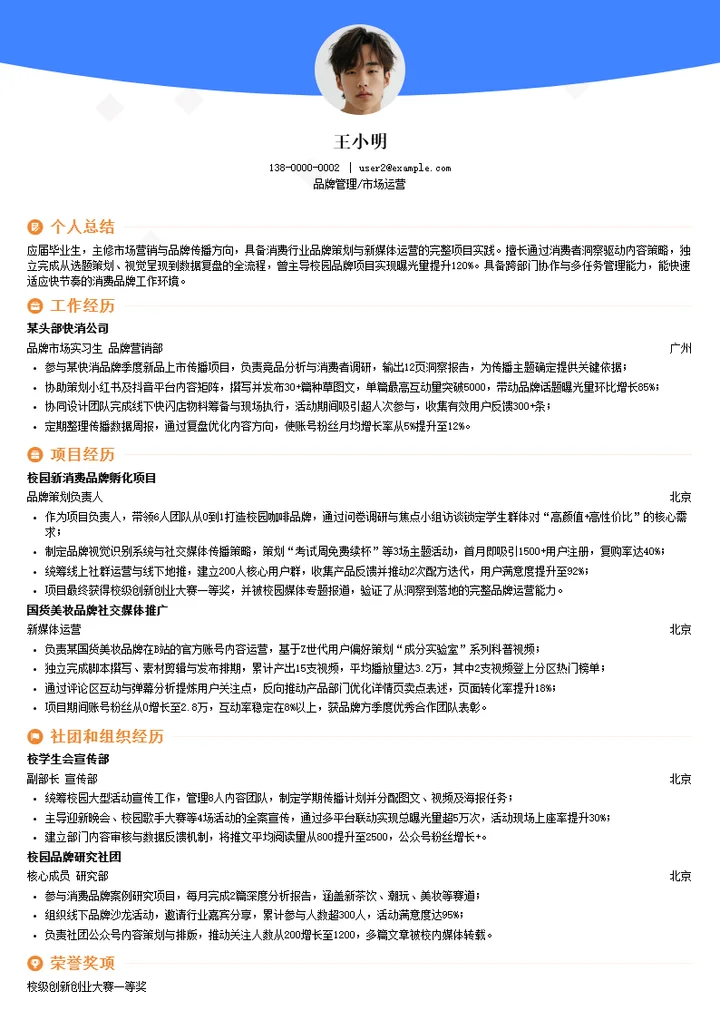 王小明
138-0000-0002 | user2@example.com
品牌管理/市场运营
个人总结
应届毕业生，主修市场营销与品牌传播方向，具备消费行业品牌策划与新媒体运营的完整项目实践。擅长通过消费者洞察驱动内容策略，独
立完成从选题策划、视觉呈现到数据复盘的全流程，曾主导校园品牌项目实现曝光量提升120%。具备跨部门协作与多任务管理能力，能快速
适应快节奏的消费品牌工作环境。
工作经历
某头部快消公司
品牌市场实习生 品牌营销部 广州
• 参与某快消品牌季度新品上市传播项目，负责竞品分析与消费者调研，输出12页洞察报告，为传播主题确定提供关键依据；
• 协助策划小红书及抖音平台内容矩阵，撰写并发布30+篇种草图文，单篇最高互动量突破5000，带动品牌话题曝光量环比增长85%；
• 协同设计团队完成线下快闪店物料筹备与现场执行，活动期间吸引超人次参与，收集有效用户反馈300+条；
• 定期整理传播数据周报，通过复盘优化内容方向，使账号粉丝月均增长率从5%提升至12%。
项目经历
校园新消费品牌孵化项目
品牌策划负责人 北京
• 作为项目负责人，带领6人团队从0到1打造校园咖啡品牌，通过问卷调研与焦点小组访谈锁定学生群体对“高颜值+高性价比”的核心需
求；
• 制定品牌视觉识别系统与社交媒体传播策略，策划“考试周免费续杯”等3场主题活动，首月即吸引1500+用户注册，复购率达40%；
• 统筹线上社群运营与线下地推，建立200人核心用户群，收集产品反馈并推动2次配方迭代，用户满意度提升至92%；
• 项目最终获得校级创新创业大赛一等奖，并被校园媒体专题报道，验证了从洞察到落地的完整品牌运营能力。
国货美妆品牌社交媒体推广
新媒体运营 北京
• 负责某国货美妆品牌在B站的官方账号内容运营，基于Z世代用户偏好策划“成分实验室”系列科普视频；
• 独立完成脚本撰写、素材剪辑与发布排期，累计产出15支视频，平均播放量达3.2万，其中2支视频登上分区热门榜单；
• 通过评论区互动与弹幕分析提炼用户关注点，反向推动产品部门优化详情页卖点表述，页面转化率提升18%；
• 项目期间账号粉丝从0增长至2.8万，互动率稳定在8%以上，获品牌方季度优秀合作团队表彰。
社团和组织经历
校学生会宣传部
副部长 宣传部 北京
• 统筹校园大型活动宣传工作，管理8人内容团队，制定学期传播计划并分配图文、视频及海报任务；
• 主导迎新晚会、校园歌手大赛等4场活动的全案宣传，通过多平台联动实现总曝光量超5万次，活动现场上座率提升30%；
• 建立部门内容审核与数据反馈机制，将推文平均阅读量从800提升至2500，公众号粉丝增长+。
校园品牌研究社团
核心成员 研究部 北京
• 参与消费品牌案例研究项目，每月完成2篇深度分析报告，涵盖新茶饮、潮玩、美妆等赛道；
• 组织线下品牌沙龙活动，邀请行业嘉宾分享，累计参与人数超300人，活动满意度达95%；
• 负责社团公众号内容策划与排版，推动关注人数从200增长至1200，多篇文章被校内媒体转载。
荣誉奖项
校级创新创业大赛一等奖